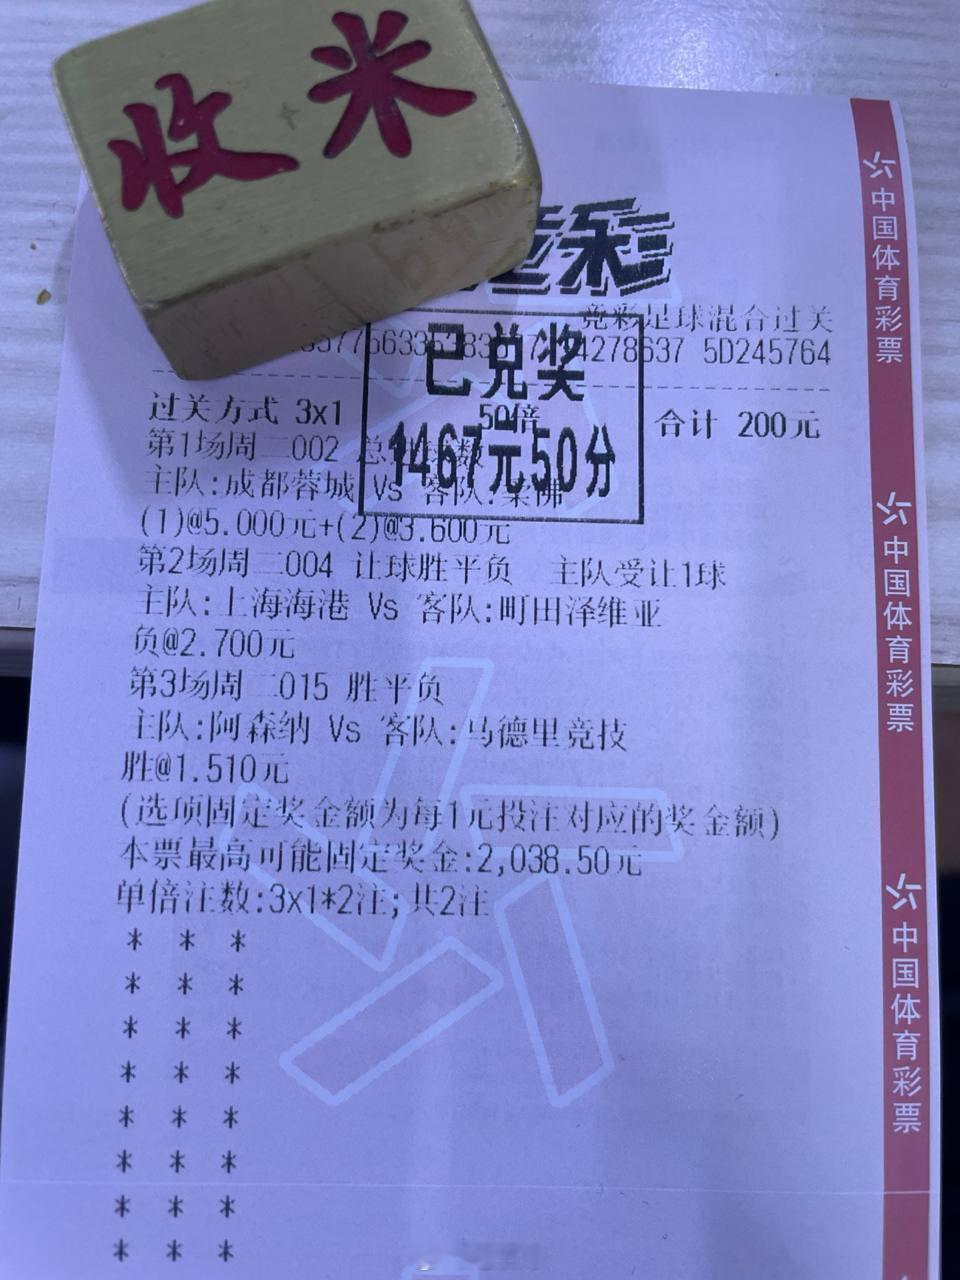 收米
竞彩足球混合过关
4278637 5D245764
已兑奖
1467元50分
过关方式 3x1 50倍 合计 200元
第1场周二002 总进球数
主队:成都蓉城 Vs 客队:柔佛
(1)@5.000元+(2)@3.600元
第2场周二004 让球胜平负 主队受让1球
主队:上海海港 Vs 客队:町田泽维亚
负@2.700元
第3场周二015 胜平负
主队:阿森纳 Vs 客队:马德里竞技
胜@1.510元
(选项固定奖金额为每1元投注对应的奖金额)
本票最高可能固定奖金:2,038.50元
单倍注数:3x1*2注;共2注
* * *
* * *
* * *
* * *
* * *
* * *
* * *
* * *
中国体育彩票
中国体育彩票
中国体育彩票